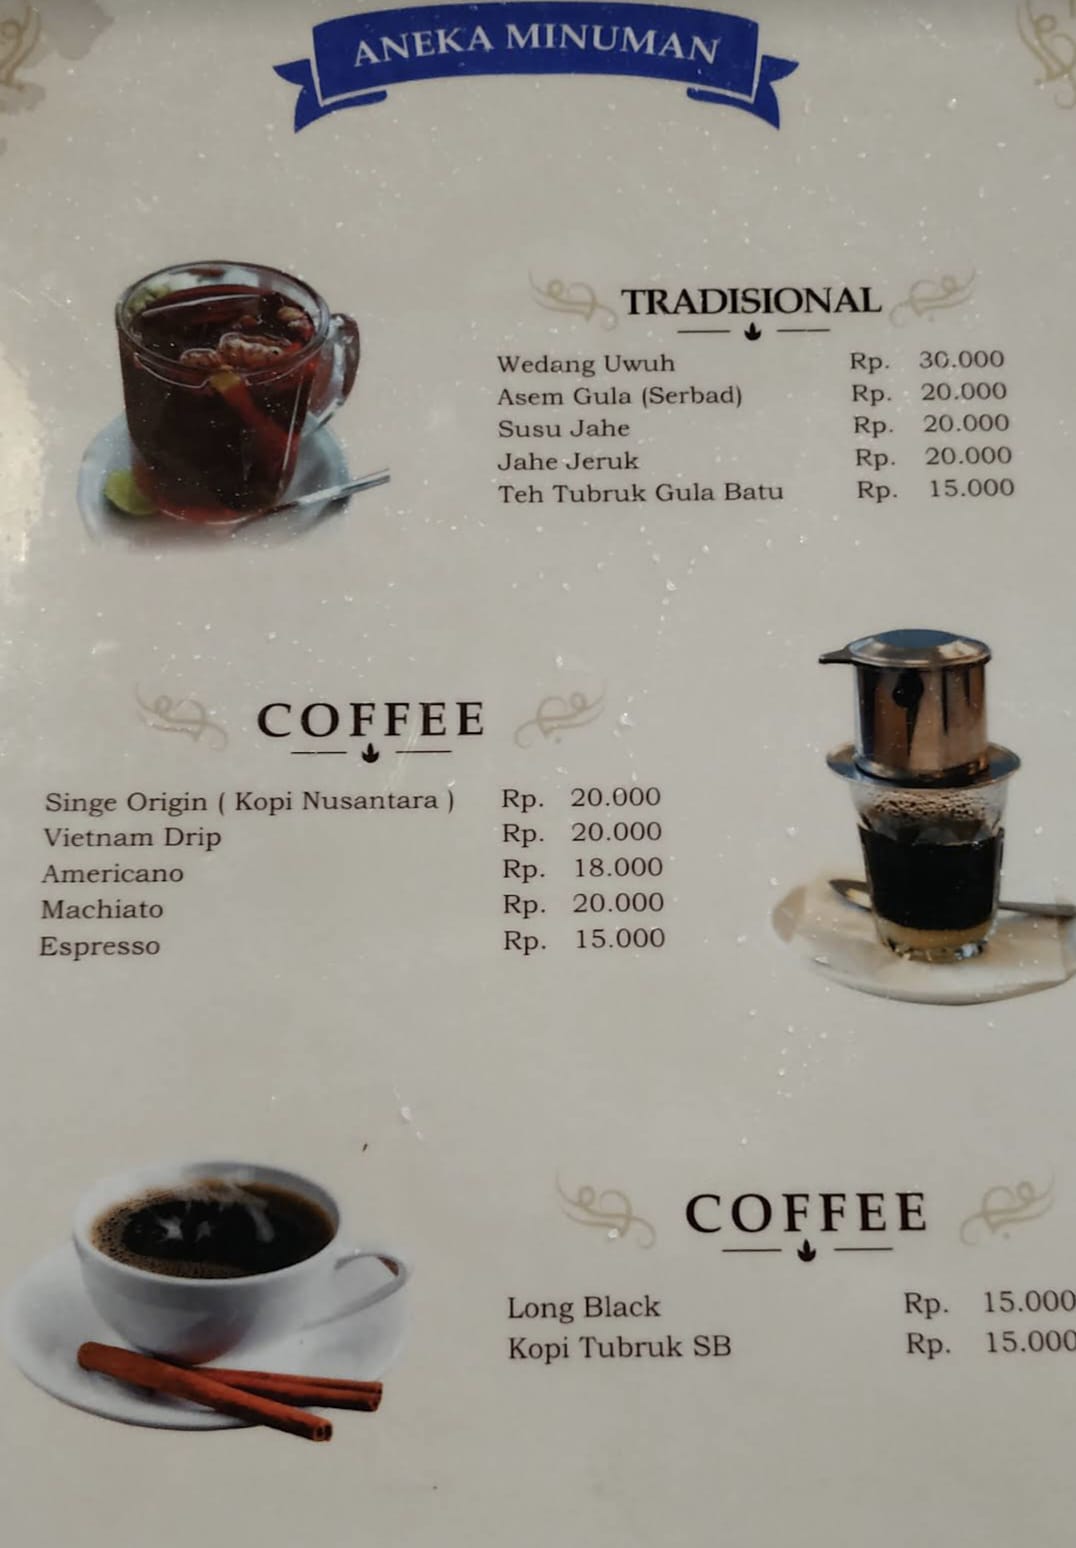 ANEKA MINUMAN
TRADISIONAL
Wedang Uwuh Rp. 30.000
Asem Gula (Serbad) Rp. 20.000
Susu Jahe Rp. 20.000
Jahe Jeruk Rp. 20.000
Teh Tubruk Gula Batu Rp. 15.000
COFFEE
Singe Origin ( Kopi Nusantara ) Rp. 20.000
Vietnam Drip Rp. 20.000
Americano Rp. 18.000
Machiato Rp. 20.000
Espresso Rp. 15.000
COFFEE
Long Black Rp. 15.000
Kopi Tubruk SB Rp. 15.000